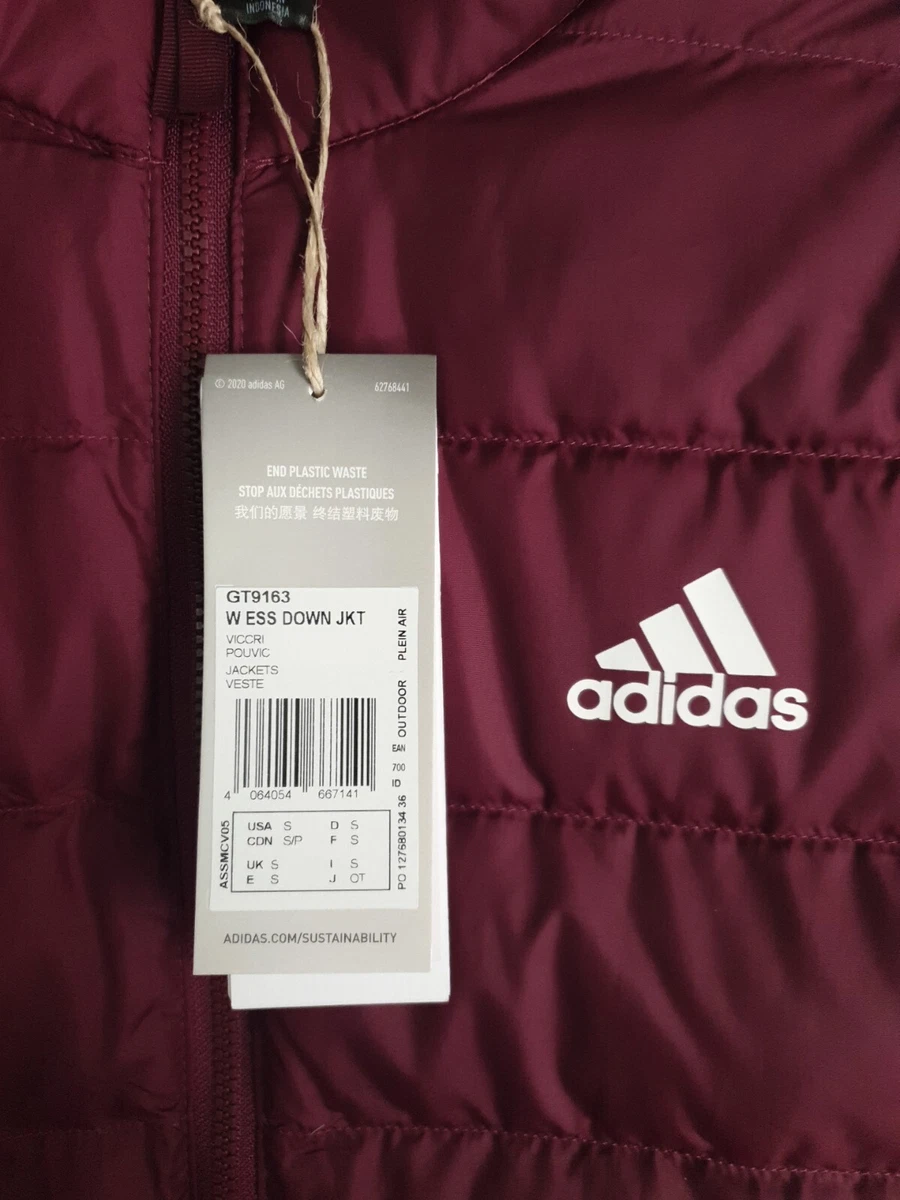 INDONESIA
© 2020 adidas AG 62768441
END PLASTIC WASTE
STOP AUX DÉCHETS PLASTIQUES
我们的愿景 终结塑料废物
GT9163
W ESS DOWN JKT
VICCRI
POUVIC
JACKETS
VESTE
OUTDOOR PLEIN AIR
EAN
700
ID
4 064054 667141
ASSMCV05
USA S D S
CDN S/P F S
UK S I S
E S J OT
PO 127680134 36
ADIDAS.COM/SUSTAINABILITY
adidas